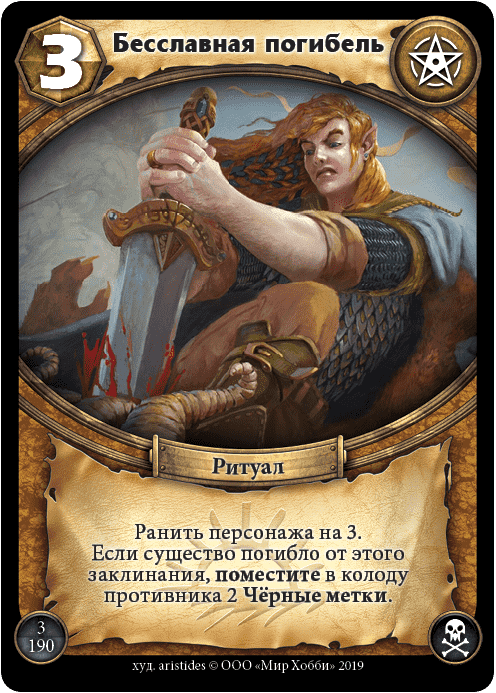 3
Бесславная погибель
Ритуал
Ранить персонажа на 3.
Если существо погибло от этого
заклинания, поместите в колоду
противника 2 Чёрные метки.
3
190
худ. aristides © ООО «Мир Хобби» 2019